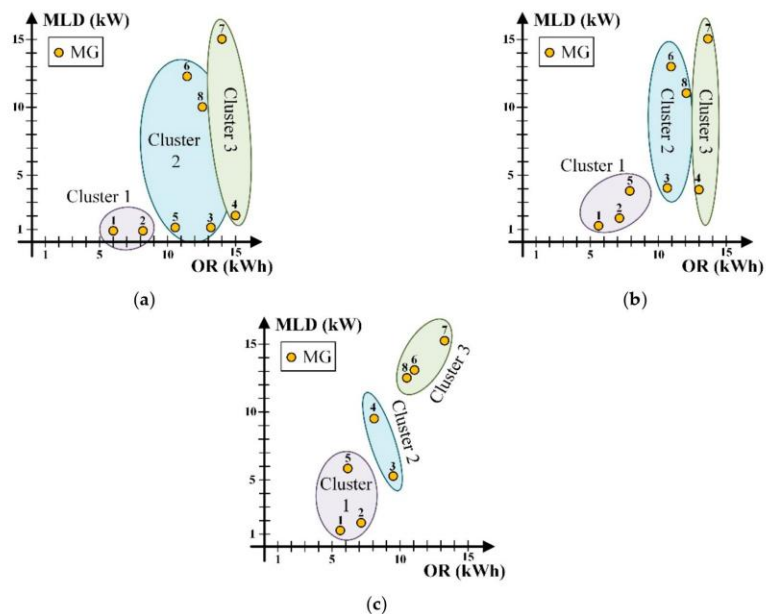 MLD (kW)
MG
15
10
5
1
1 5 10 15
OR (kWh)
Cluster 1
Cluster
2
Cluster 3
1 2 3 4 5 6 7 8
(a)
MLD (kW)
MG
15
10
5
1
1 5 10 15
OR (kWh)
Cluster 1
Cluster 2
Cluster 3
1 2 3 4 5 6 7 8
(b)
MLD (kW)
MG
15
10
5
1
1 5 10 15
OR (kWh)
Cluster
1
Cluster 2
Cluster 3
1 2 3 4 5 6 7 8
(c)